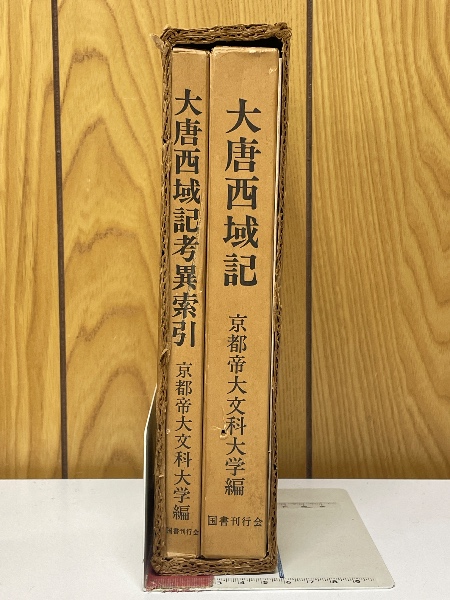 大唐西域記
京都帝大文科大学編
国書刊行会
大唐西域記考異索引
京都帝大文科大学編
国書刊行会